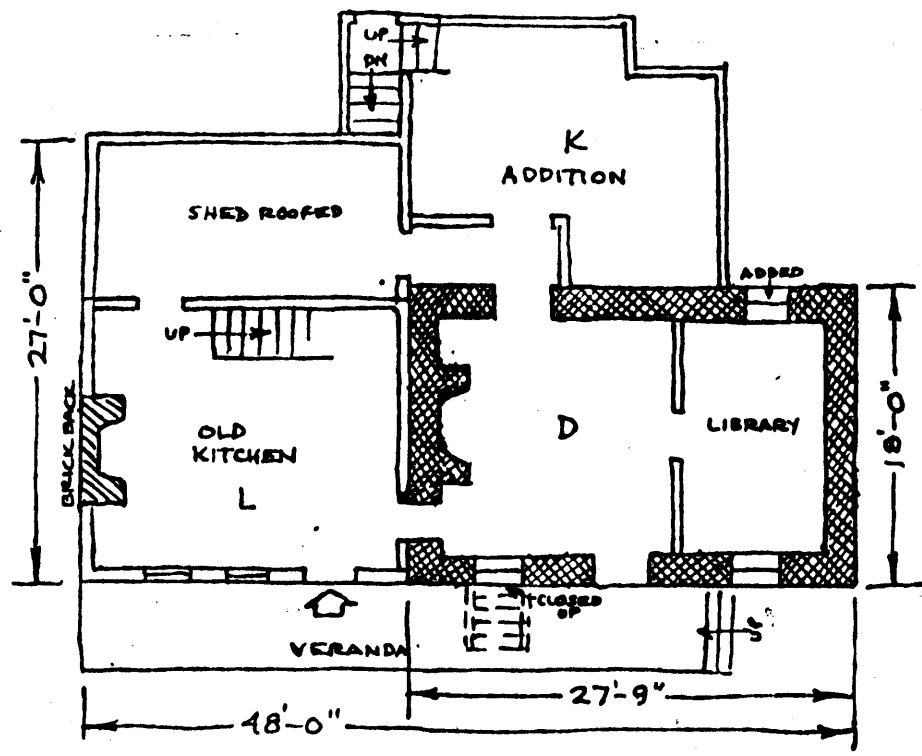 UP
DN
K
ADDITION
SHED ROOFED
ADDED
27'-0"
UP
18'-0"
BRICK BACK
OLD
KITCHEN
L
D
LIBRARY
CLOSED
UP
UP
VERANDA
27'-9"
48'-0"